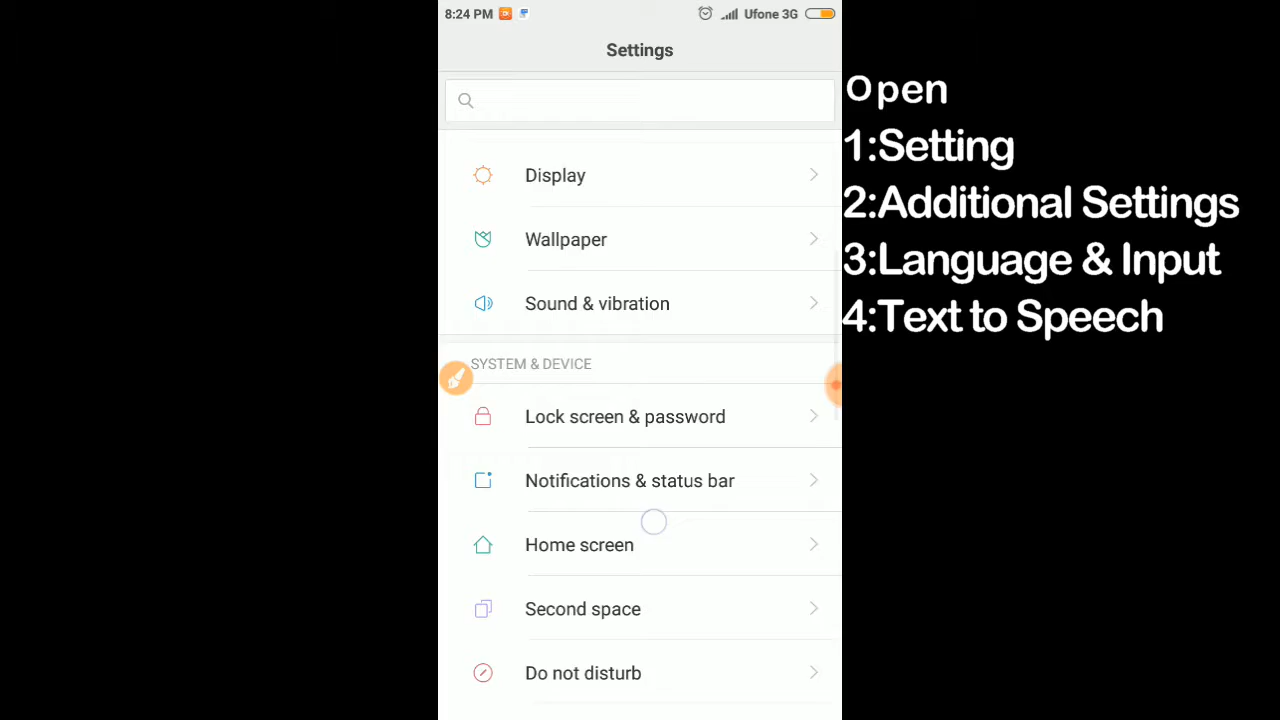 8:24 PM
Ufone 3G
Settings
Display
Wallpaper
Sound & vibration
SYSTEM & DEVICE
Lock screen & password
Notifications & status bar
Home screen
Second space
Do not disturb
Open
1:Setting
2:Additional Settings
3:Language & Input
4:Text to Speech